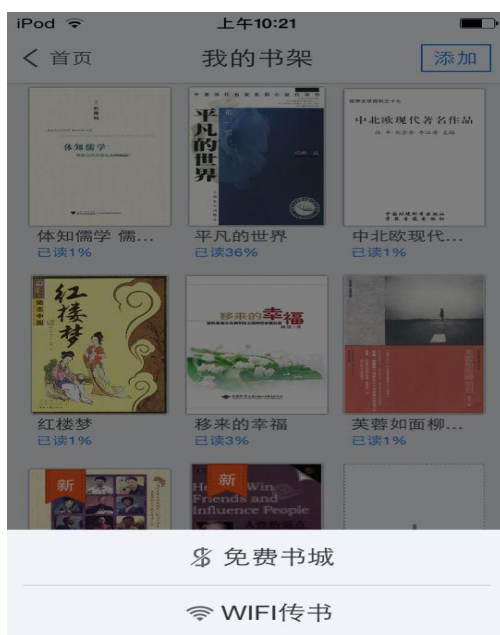 iPod 上午10:21
首页 我的书架 添加
体知儒学
平凡的世界
中北欧现代著名作品
体知儒学 儒...
已读1%
平凡的世界
已读36%
中北欧现代...
已读1%
红楼梦
移来的幸福
红楼梦
已读1%
移来的幸福
已读3%
芙蓉如面柳...
已读1%
新
新
How Win
Friends and
Influence People
免费书城
WIFI传书